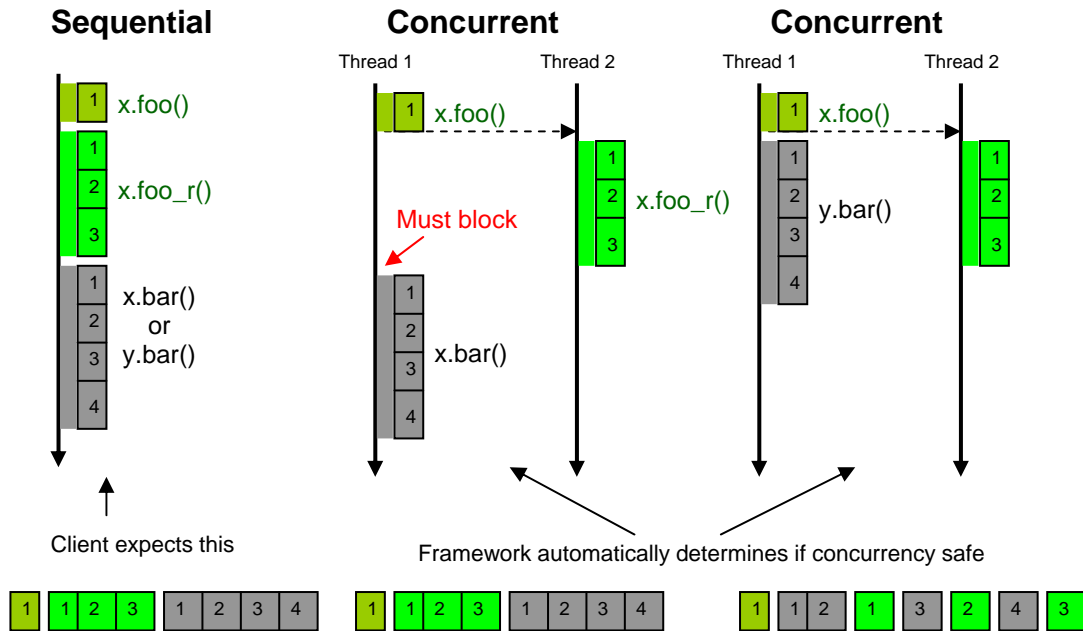 Sequential
Concurrent
Concurrent
Thread 1
Thread 2
Thread 1
Thread 2
1
x.foo()
1
2
3
x.foo_r()
1
2
3
4
x.bar()
or
y.bar()
Client expects this
1
x.foo()
Must block
1
2
3
4
x.bar()
1
2
3
x.foo_r()
1
x.foo()
1
2
3
4
y.bar()
1
2
3
Framework automatically determines if concurrency safe
1 1 2 3 1 2 3 4
1 1 2 3 1 2 3 4
1 1 2 1 3 2 4 3